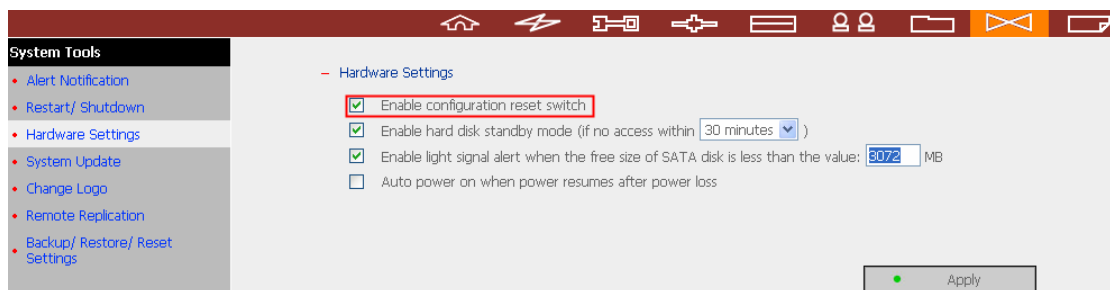 System Tools
Alert Notification
Restart/ Shutdown
Hardware Settings
System Update
Change Logo
Remote Replication
Backup/ Restore/ Reset
Settings
– Hardware Settings
Enable configuration reset switch
Enable hard disk standby mode (if no access within 30 minutes )
Enable light signal alert when the free size of SATA disk is less than the value: 3072 MB
Auto power on when power resumes after power loss
Apply